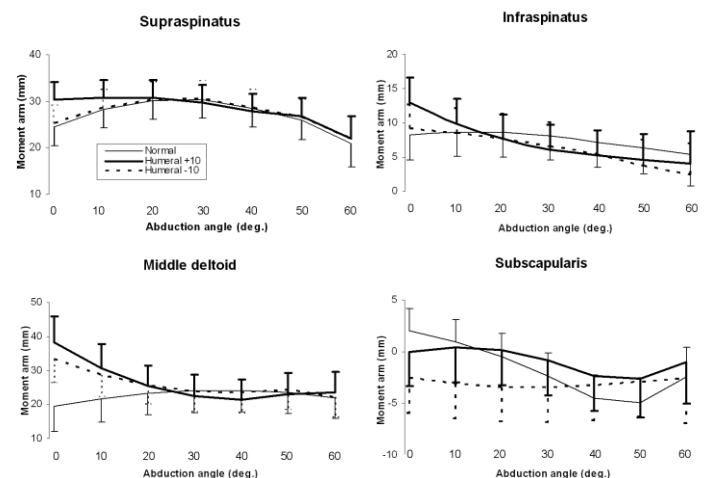 Supraspinatus
Moment arm (mm)
40
30
20
10
Normal
Humeral +10
Humeral -10
0 10 20 30 40 50 60
Abduction angle (deg.)
Infraspinatus
Moment arm (mm)
20
15
10
5
0
0 10 20 30 40 50 60
Abduction angle (deg.)
Middle deltoid
Moment arm (mm)
50
40
30
20
10
0 10 20 30 40 50 60
Abduction angle (deg.)
Subscapularis
Moment arm (mm)
5
0
-5
-10
0 10 20 30 40 50 60
Abduction angle (deg.)